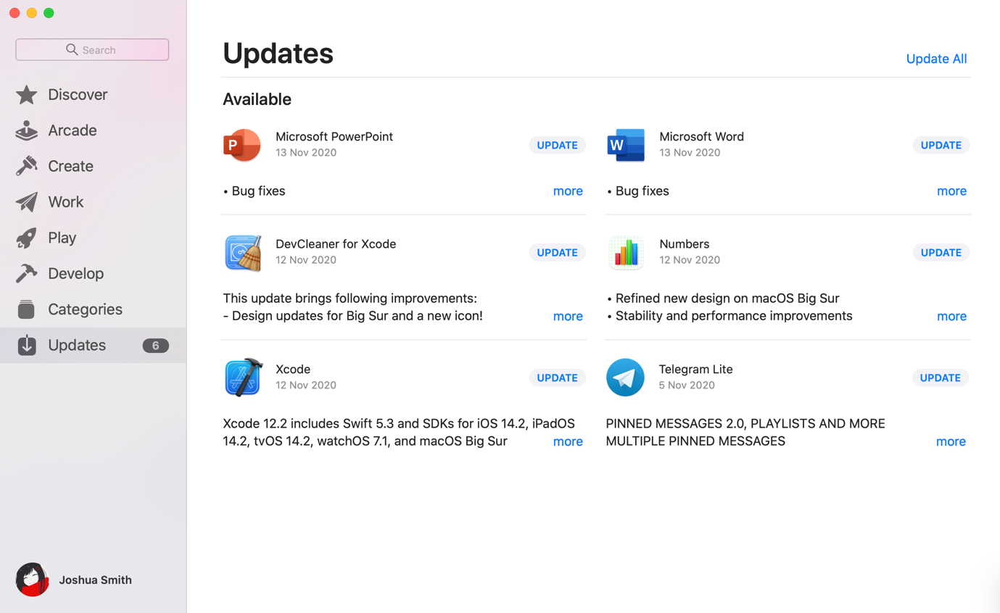 Search
Discover
Arcade
Create
Work
Play
Develop
Categories
Updates 6
Joshua Smith
Updates
Update All
Available
P
Microsoft PowerPoint
13 Nov 2020
UPDATE
• Bug fixes
more
W
Microsoft Word
13 Nov 2020
UPDATE
• Bug fixes
more
DevCleaner for Xcode
12 Nov 2020
UPDATE
This update brings following improvements:
- Design updates for Big Sur and a new icon!
more
Numbers
12 Nov 2020
UPDATE
• Refined new design on macOS Big Sur
• Stability and performance improvements
more
Xcode
12 Nov 2020
UPDATE
Xcode 12.2 includes Swift 5.3 and SDKs for iOS 14.2, iPadOS
14.2, tvOS 14.2, watchOS 7.1, and macOS Big Sur
more
Telegram Lite
5 Nov 2020
UPDATE
PINNED MESSAGES 2.0, PLAYLISTS AND MORE
MULTIPLE PINNED MESSAGES
more